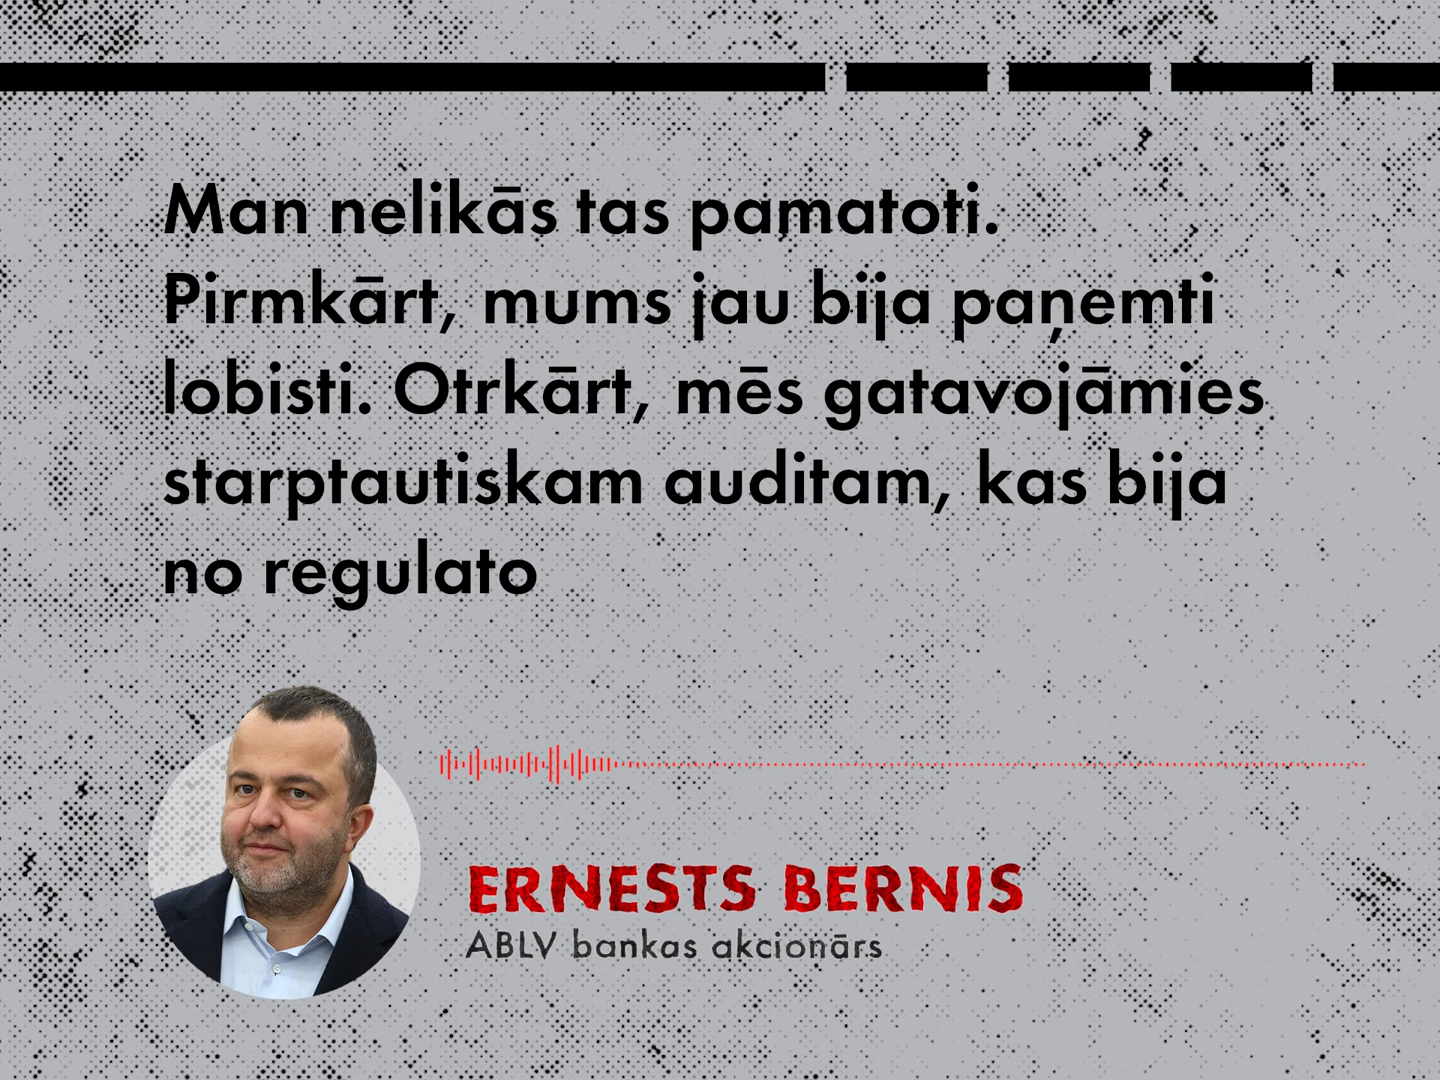 Man nelikās tas pamatoti.
Pirmkārt, mums jau bija paņemti
lobisti. Otrkārt, mēs gatavojāmies
starptautiskam auditam, kas bija
no regulato
ERNESTS BERNIS
ABLV bankas akcionārs